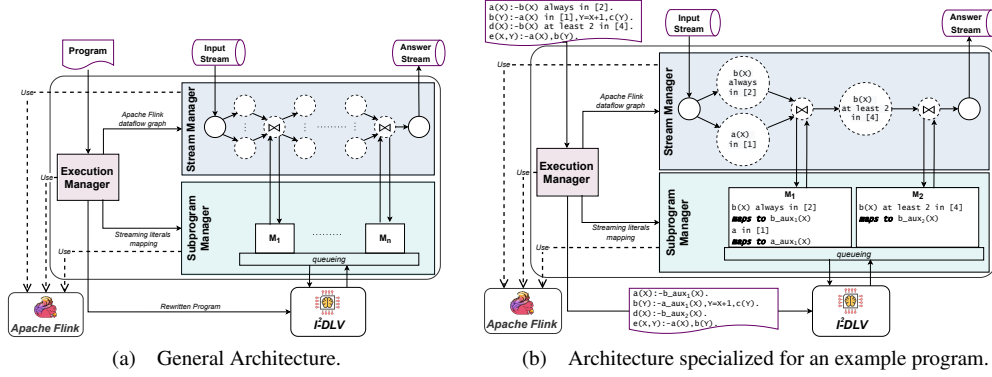 Program
Input
Stream
Answer
Stream
Use
Apache Flink
dataflow graph
Stream Manager
⋈
⋈
Use
Execution
Manager
Use
Streaming literals
mapping
Subprogram
Manager
M1
Mn
queueing
Rewritten Program
Apache Flink
I²DLV
(a) General Architecture.
a(X):-b(X) always in [2].
b(Y):-a(X) in [1],Y=X+1,c(Y).
d(X):-b(X) at least 2 in [4].
e(X,Y):-a(X),b(Y).
Input
Stream
Answer
Stream
Use
Apache Flink
dataflow graph
Stream Manager
b(X)
always
in [2]
a(X)
in [1]
⋈
b(X)
at least 2
in [4]
⋈
Use
Execution
Manager
Use
Streaming literals
mapping
Subprogram
Manager
M1
b(X) always in [2]
maps to b_aux₁(X)
a in [1]
maps to a_aux₁(X)
M2
b(X) at least 2 in [4]
maps to b_aux₂(X)
queueing
a(X):-b_aux₁(X).
b(Y):-a_aux₁(X),Y=X+1,c(Y).
d(X):-b_aux₂(X).
e(X,Y):-a(X),b(Y).
Apache Flink
I²DLV
(b) Architecture specialized for an example program.